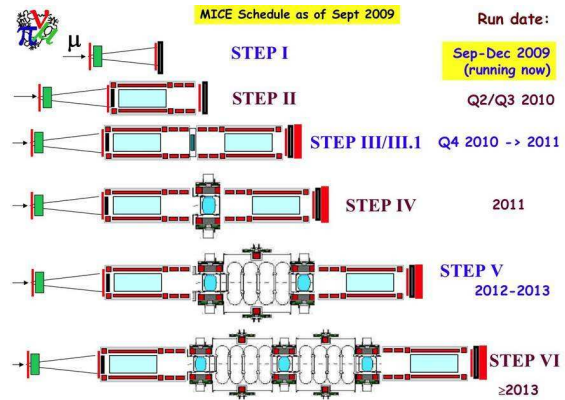 MICE Schedule as of Sept 2009
Run date:
μ
STEP I
Sep-Dec 2009
(running now)
STEP II
Q2/Q3 2010
STEP III/III.1
Q4 2010 -> 2011
STEP IV
2011
STEP V
2012-2013
STEP VI
≥2013